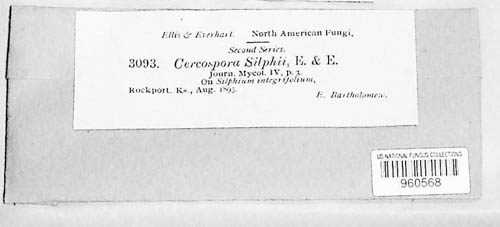 Ellis & Everhart. North American Fungi.
Second Series.
3093. Cercospora Silphii, E. & E.
Journ. Mycol. IV, p. 3.
On Silphium integrifolium,
Rockport, Ks., Aug. 1893. E. Bartholomew.
US NATIONAL FUNGUS COLLECTIONS
960568